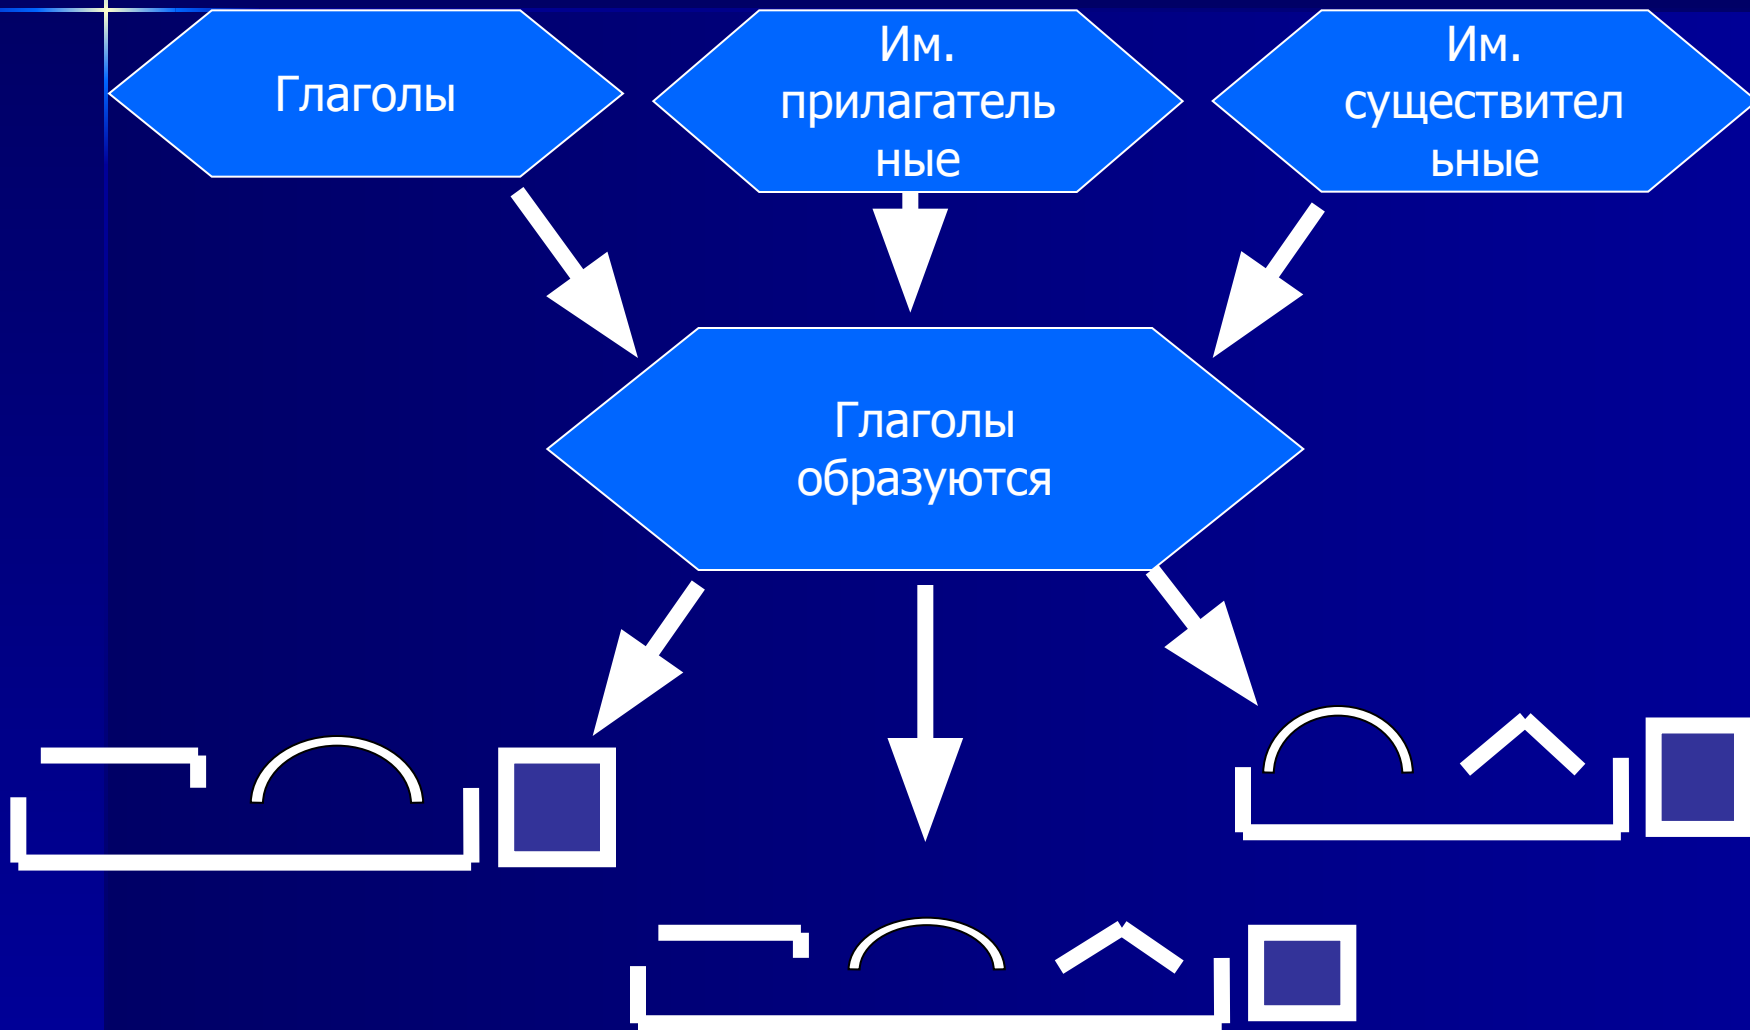 Глаголы
Им.
прилагатель
ные
Им.
существител
ьные
Глаголы
образуются